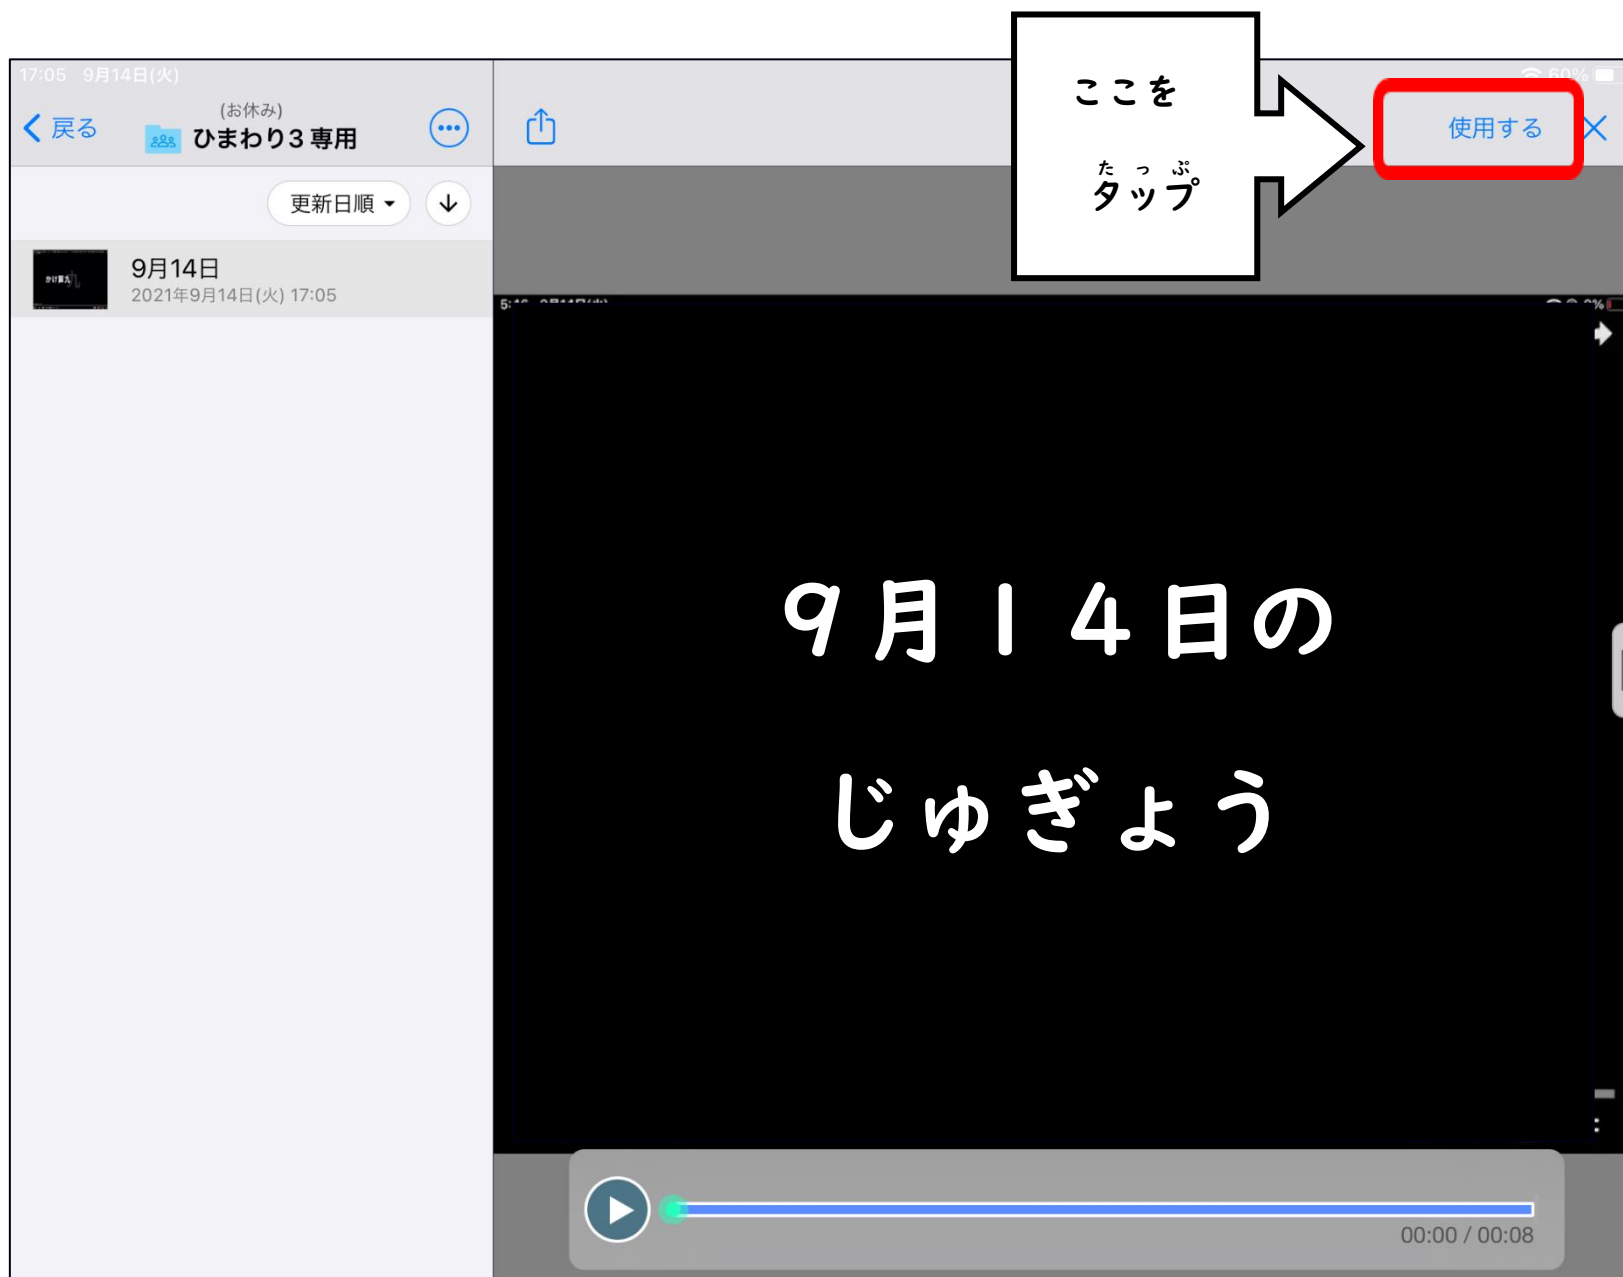 17:05 9月14日(火)
60%
戻る
(お休み)
ひまわり3 専用
ここを
たっぷ
タップ
使用する
更新日順
9月14日
2021年9月14日(火) 17:05
9月14日の
じゅぎょう
00:00 / 00:08